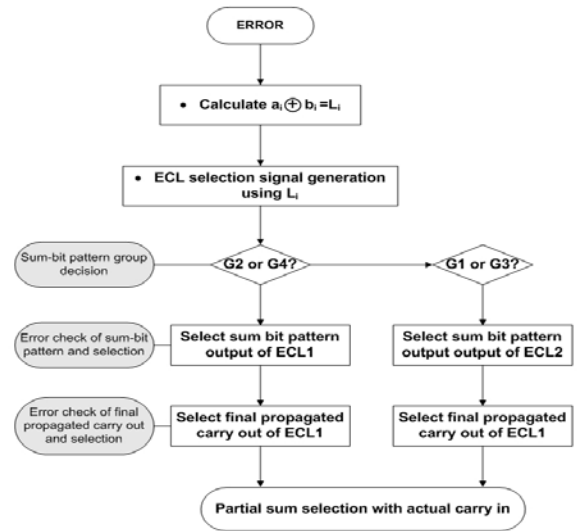 ERROR
• Calculate aᵢ ⊕ bᵢ =Lᵢ
• ECL selection signal generation
using Lᵢ
Sum-bit pattern group
decision
G2 or G4?
G1 or G3?
Error check of sum-bit
pattern and selection
Select sum bit pattern
output of ECL1
Select sum bit pattern
output output of ECL2
Error check of final
propagated carry out
and selection
Select final propagated
carry out of ECL1
Select final propagated
carry out of ECL1
Partial sum selection with actual carry in